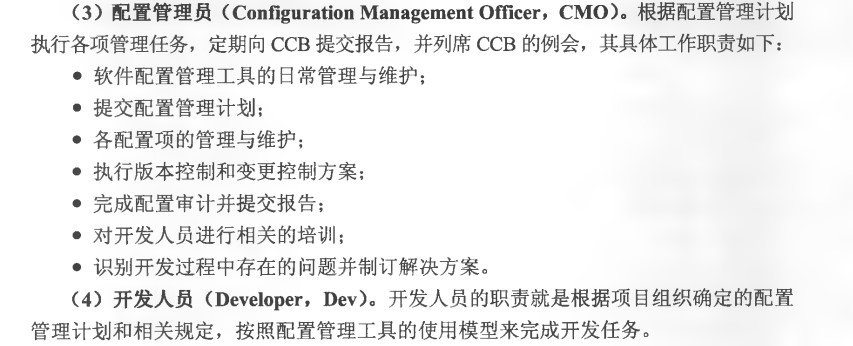 （3）配置管理员（Configuration Management Officer，CMO）。根据配置管理计划
执行各项管理任务，定期向 CCB 提交报告，并列席 CCB 的例会，其具体工作职责如下：
● 软件配置管理工具的日常管理与维护；
● 提交配置管理计划；
● 各配置项的管理与维护；
● 执行版本控制和变更控制方案；
● 完成配置审计并提交报告；
● 对开发人员进行相关的培训；
● 识别开发过程中存在的问题并制订解决方案。
（4）开发人员（Developer，Dev）。开发人员的职责就是根据项目组织确定的配置
管理计划和相关规定，按照配置管理工具的使用模型来完成开发任务。